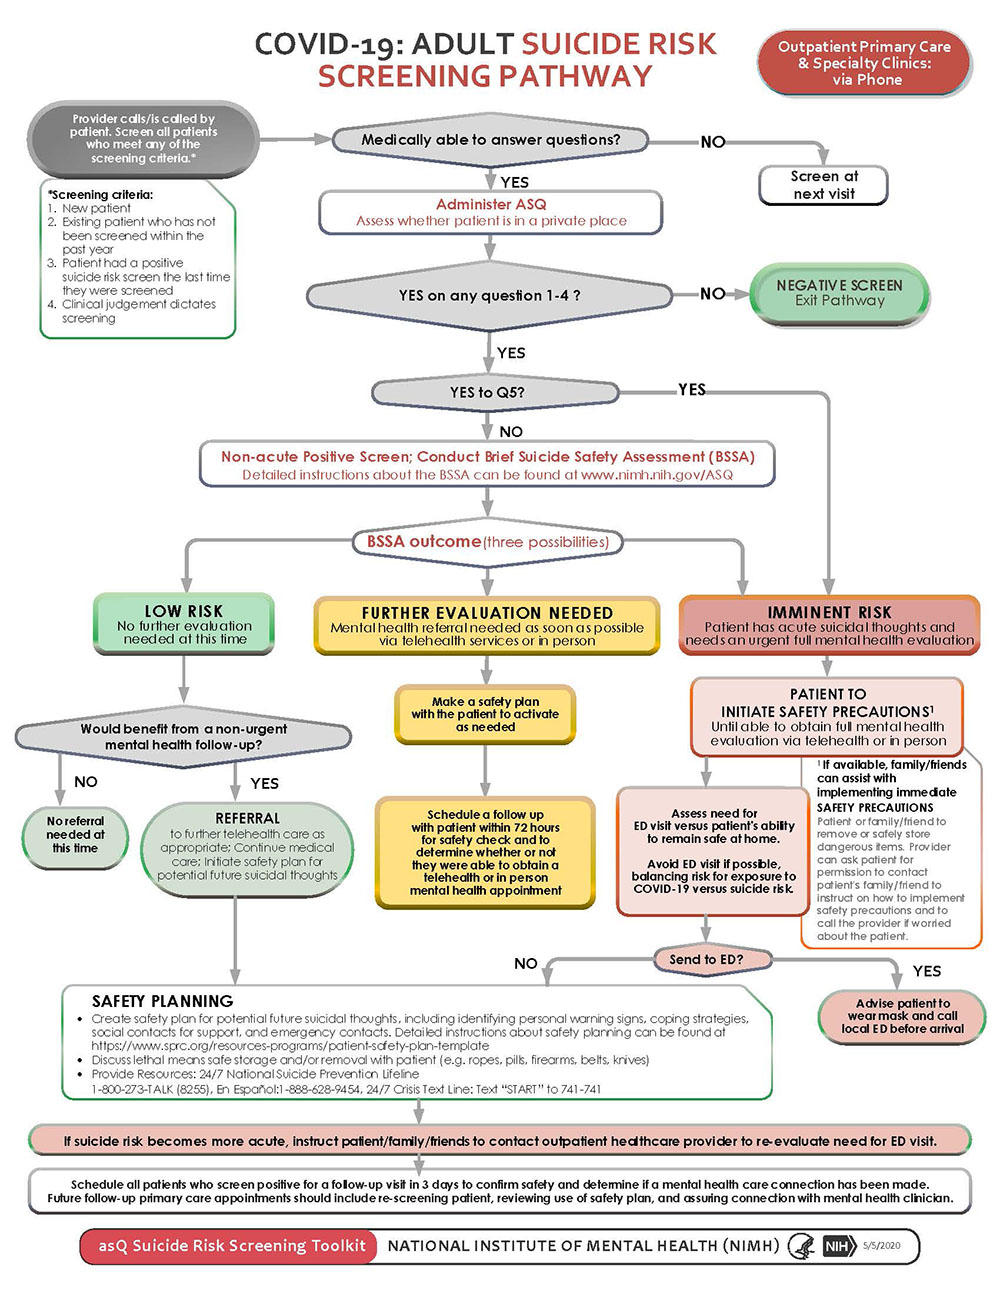 COVID-19: ADULT SUICIDE RISK
SCREENING PATHWAY
Outpatient Primary Care
& Specialty Clinics:
via Phone
Provider calls/is called by
patient. Screen all patients
who meet any of the
screening criteria.*
Medically able to answer questions?
NO
Screen at
next visit
YES
*Screening criteria:
1. New patient
2. Existing patient who has not
been screened within the
past year
3. Patient had a positive
suicide risk screen the last time
they were screened
4. Clinical judgement dictates
screening
Administer ASQ
Assess whether patient is in a private place
YES on any question 1-4 ?
NO
NEGATIVE SCREEN
Exit Pathway
YES
YES to Q5?
YES
NO
Non-acute Positive Screen; Conduct Brief Suicide Safety Assessment (BSSA)
Detailed instructions about the BSSA can be found at www.nimh.nih.gov/ASQ
BSSA outcome(three possibilities)
LOW RISK
No further evaluation
needed at this time
FURTHER EVALUATION NEEDED
Mental health referral needed as soon as possible
via telehealth services or in person
IMMINENT RISK
Patient has acute suicidal thoughts and
needs an urgent full mental health evaluation
Would benefit from a non-urgent
mental health follow-up?
NO
YES
No referral
needed at
this time
REFERRAL
to further telehealth care as
appropriate; Continue medical
care; Initiate safety plan for
potential future suicidal thoughts
Make a safety plan
with the patient to activate
as needed
Schedule a follow up
with patient within 72 hours
for safety check and to
determine whether or not
they were able to obtain a
telehealth or in person
mental health appointment
PATIENT TO
INITIATE SAFETY PRECAUTIONS¹
Until able to obtain full mental health
evaluation via telehealth or in person
¹ If available, family/friends
can assist with
implementing immediate
SAFETY PRECAUTIONS
Patient or family/friend to
remove or safely store
dangerous items. Provider
can ask patient for
permission to contact
patient's family/friend to
instruct on how to implement
safety precautions and to
call the provider if worried
about the patient.
Assess need for
ED visit versus patient's ability
to remain safe at home.
Avoid ED visit if possible,
balancing risk for exposure to
COVID-19 versus suicide risk.
Send to ED?
NO
YES
Advise patient to
wear mask and call
local ED before arrival
SAFETY PLANNING
• Create safety plan for potential future suicidal thoughts, including identifying personal warning signs, coping strategies,
social contacts for support, and emergency contacts. Detailed instructions about safety planning can be found at
https://www.sprc.org/resources-programs/patient-safety-plan-template
• Discuss lethal means safe storage and/or removal with patient (e.g. ropes, pills, firearms, belts, knives)
• Provide Resources: 24/7 National Suicide Prevention Lifeline
1-800-273-TALK (8255), En Español:1-888-628-9454, 24/7 Crisis Text Line: Text "START" to 741-741
If suicide risk becomes more acute, instruct patient/family/friends to contact outpatient healthcare provider to re-evaluate need for ED visit.
Schedule all patients who screen positive for a follow-up visit in 3 days to confirm safety and determine if a mental health care connection has been made.
Future follow-up primary care appointments should include re-screening patient, reviewing use of safety plan, and assuring connection with mental health clinician.
asQ Suicide Risk Screening Toolkit NATIONAL INSTITUTE OF MENTAL HEALTH (NIMH) NIH 5/5/2020